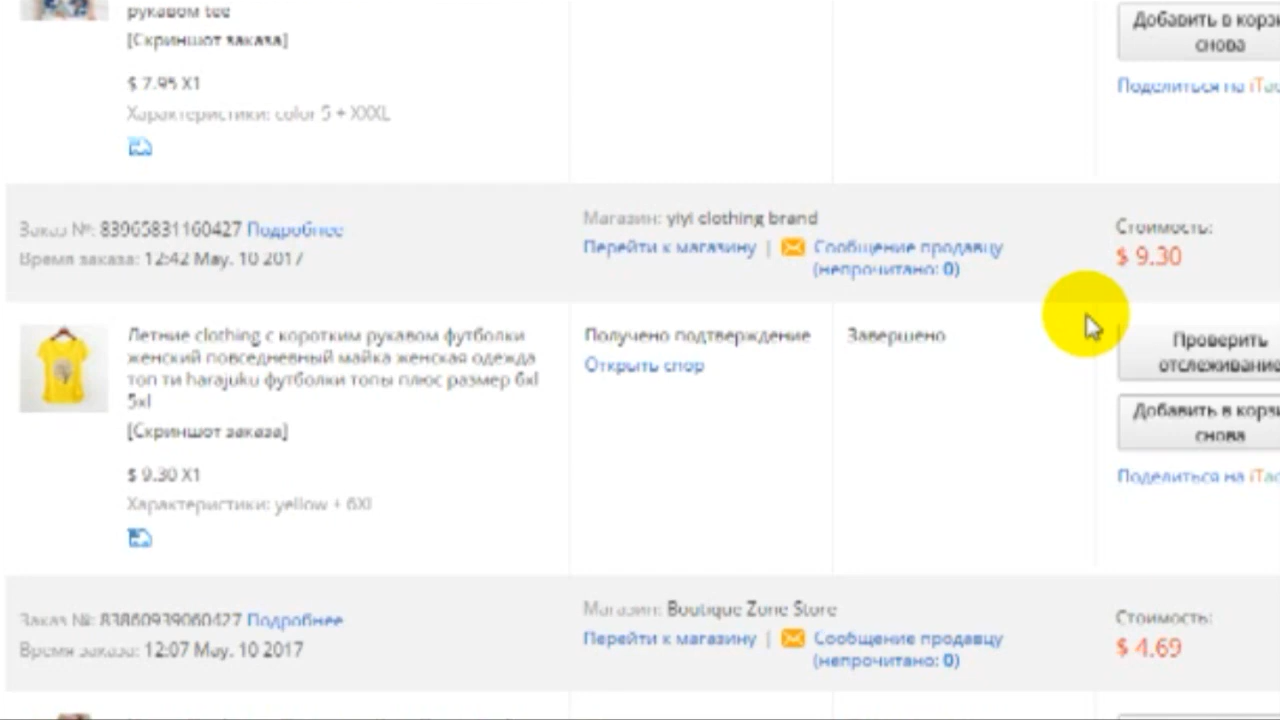 рукавом tee
[Скриншот заказа]
$ 7.95 X1
Характеристики: color 5 + XXXL
Добавить в корзи
снова
Поделиться на iTao
Заказ №: 83965831160427 Подробнее
Время заказа: 12:42 May. 10 2017
Магазин: yiyi clothing brand
Перейти к магазину | Сообщение продавцу
(непрочитано: 0)
Стоимость:
$ 9.30
Летние clothing с коротким рукавом футболки
женский повседневный майка женская одежда
топ ти harajuku футболки топы плюс размер 6xl
5xl
[Скриншот заказа]
$ 9.30 X1
Характеристики: yellow + 6Xl
Получено подтверждение
Открыть спор
Завершено
Проверить
отслеживание
Добавить в корзи
снова
Поделиться на iTao
Заказ №: 83860939060427 Подробнее
Время заказа: 12:07 May. 10 2017
Магазин: Boutique Zone Store
Перейти к магазину | Сообщение продавцу
(непрочитано: 0)
Стоимость:
$ 4.69